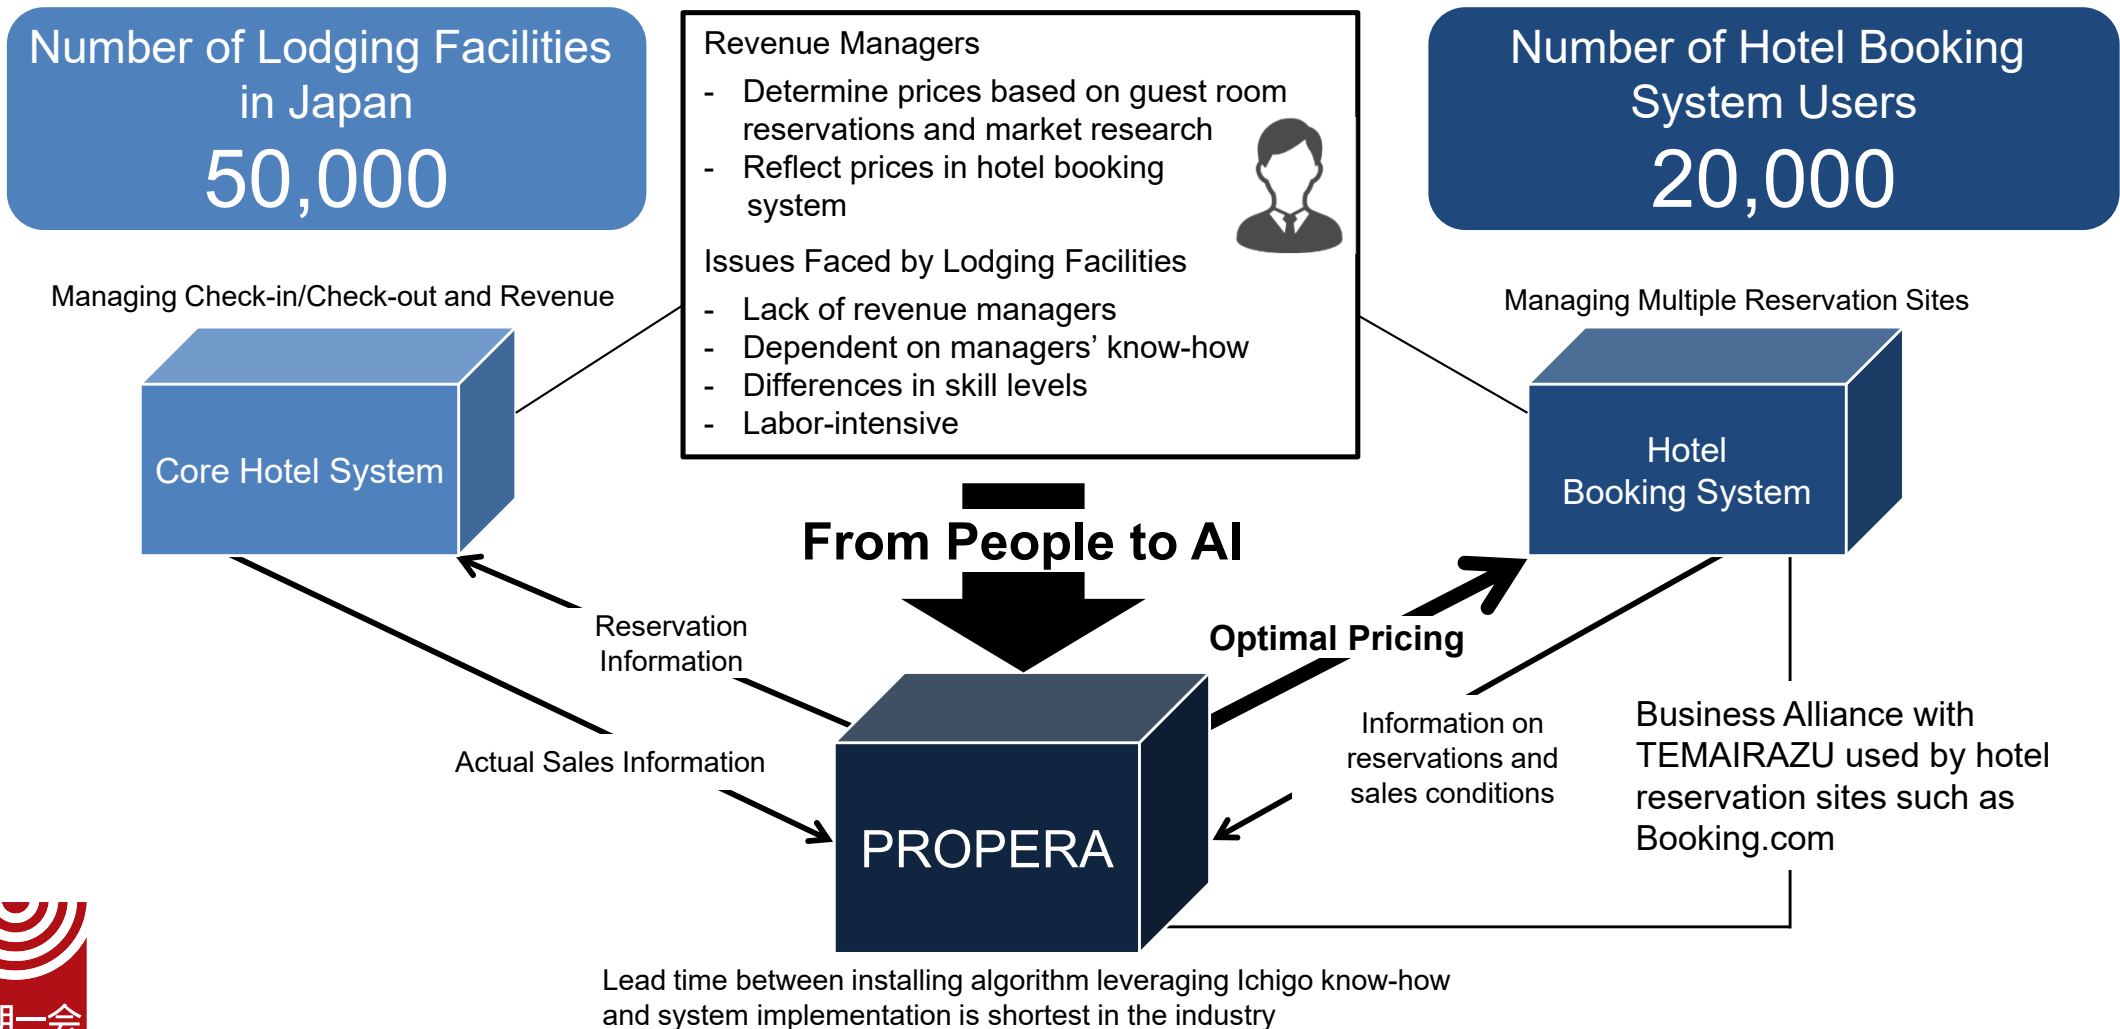 Number of Lodging Facilities
in Japan
50,000
Revenue Managers
- Determine prices based on guest room
reservations and market research
- Reflect prices in hotel booking
system
Issues Faced by Lodging Facilities
- Lack of revenue managers
- Dependent on managers’ know-how
- Differences in skill levels
- Labor-intensive
Number of Hotel Booking
System Users
20,000
Managing Check-in/Check-out and Revenue
Core Hotel System
Managing Multiple Reservation Sites
Hotel
Booking System
From People to AI
Reservation
Information
Actual Sales Information
Optimal Pricing
Information on
reservations and
sales conditions
Business Alliance with
TEMAIRAZU used by hotel
reservation sites such as
Booking.com
PROPERA
Lead time between installing algorithm leveraging Ichigo know-how
and system implementation is shortest in the industry